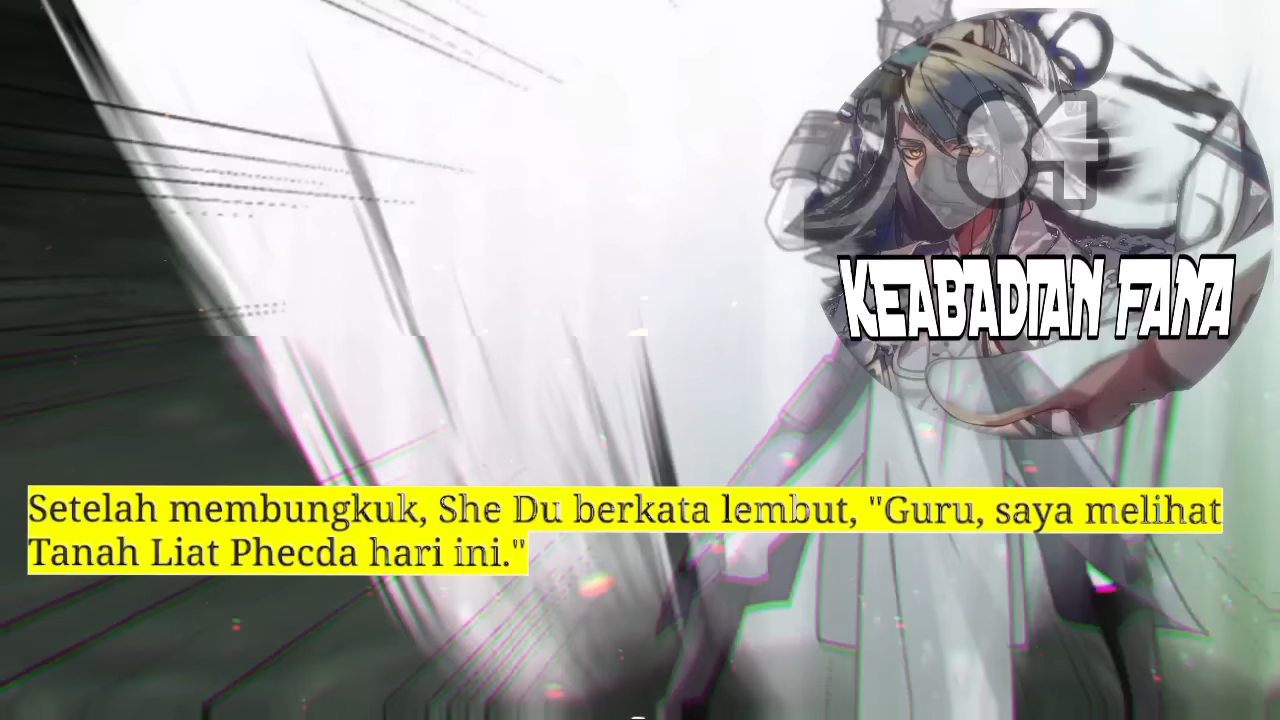 KEABADIAN FANA
Setelah membungkuk, She Du berkata lembut, "Guru, saya melihat
Tanah Liat Phecda hari ini."